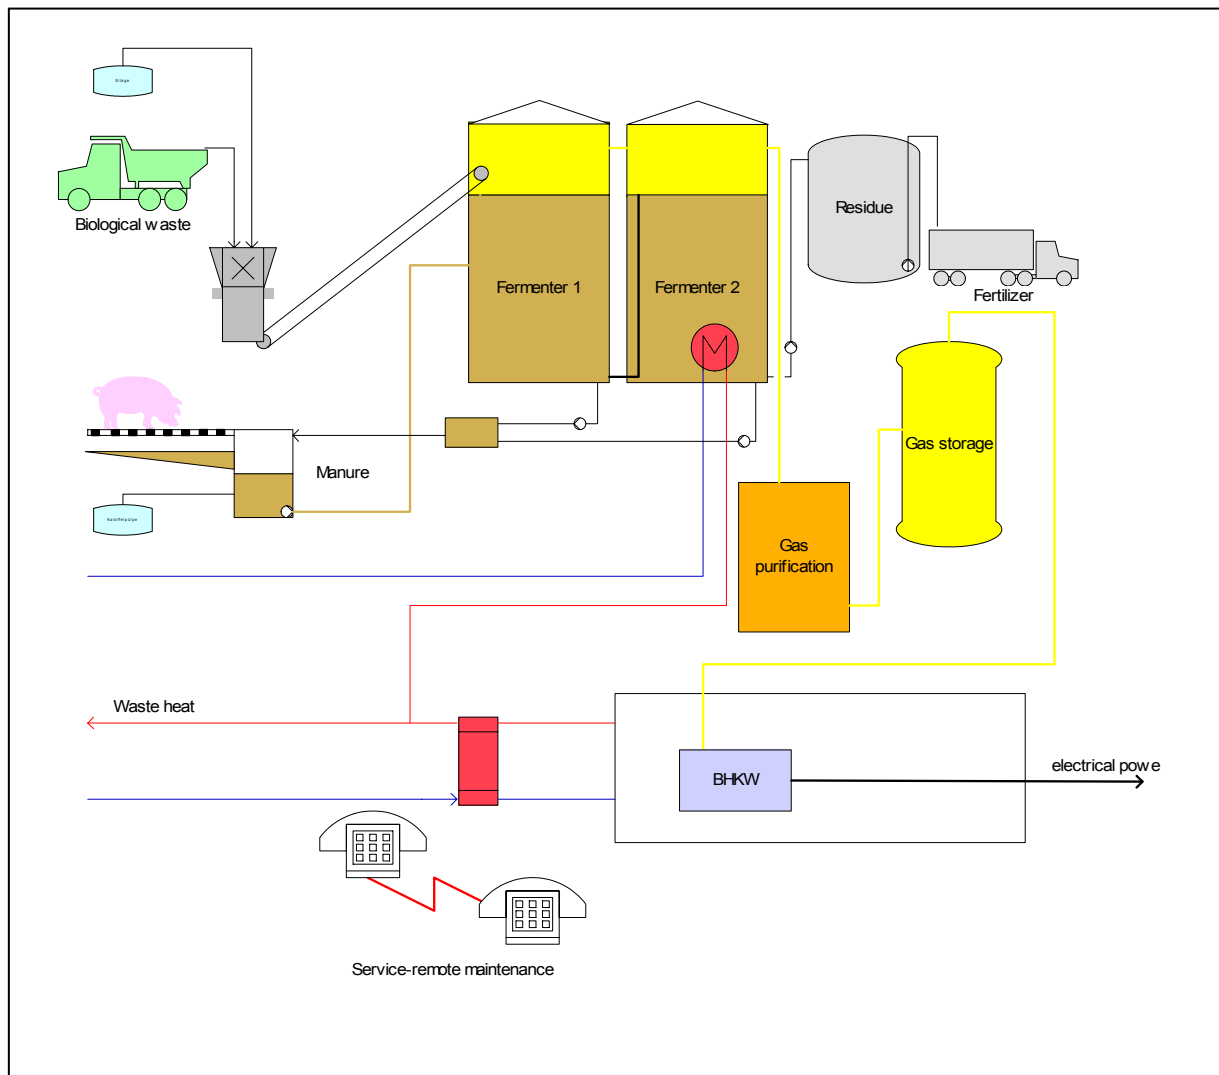 Silage
Biological waste
Residue
Fermenter 1
Fermenter 2
Fertilizer
Gas storage
Manure
Gas
purification
Waste heat
electrical powe
BHKW
Service-remote maintenance